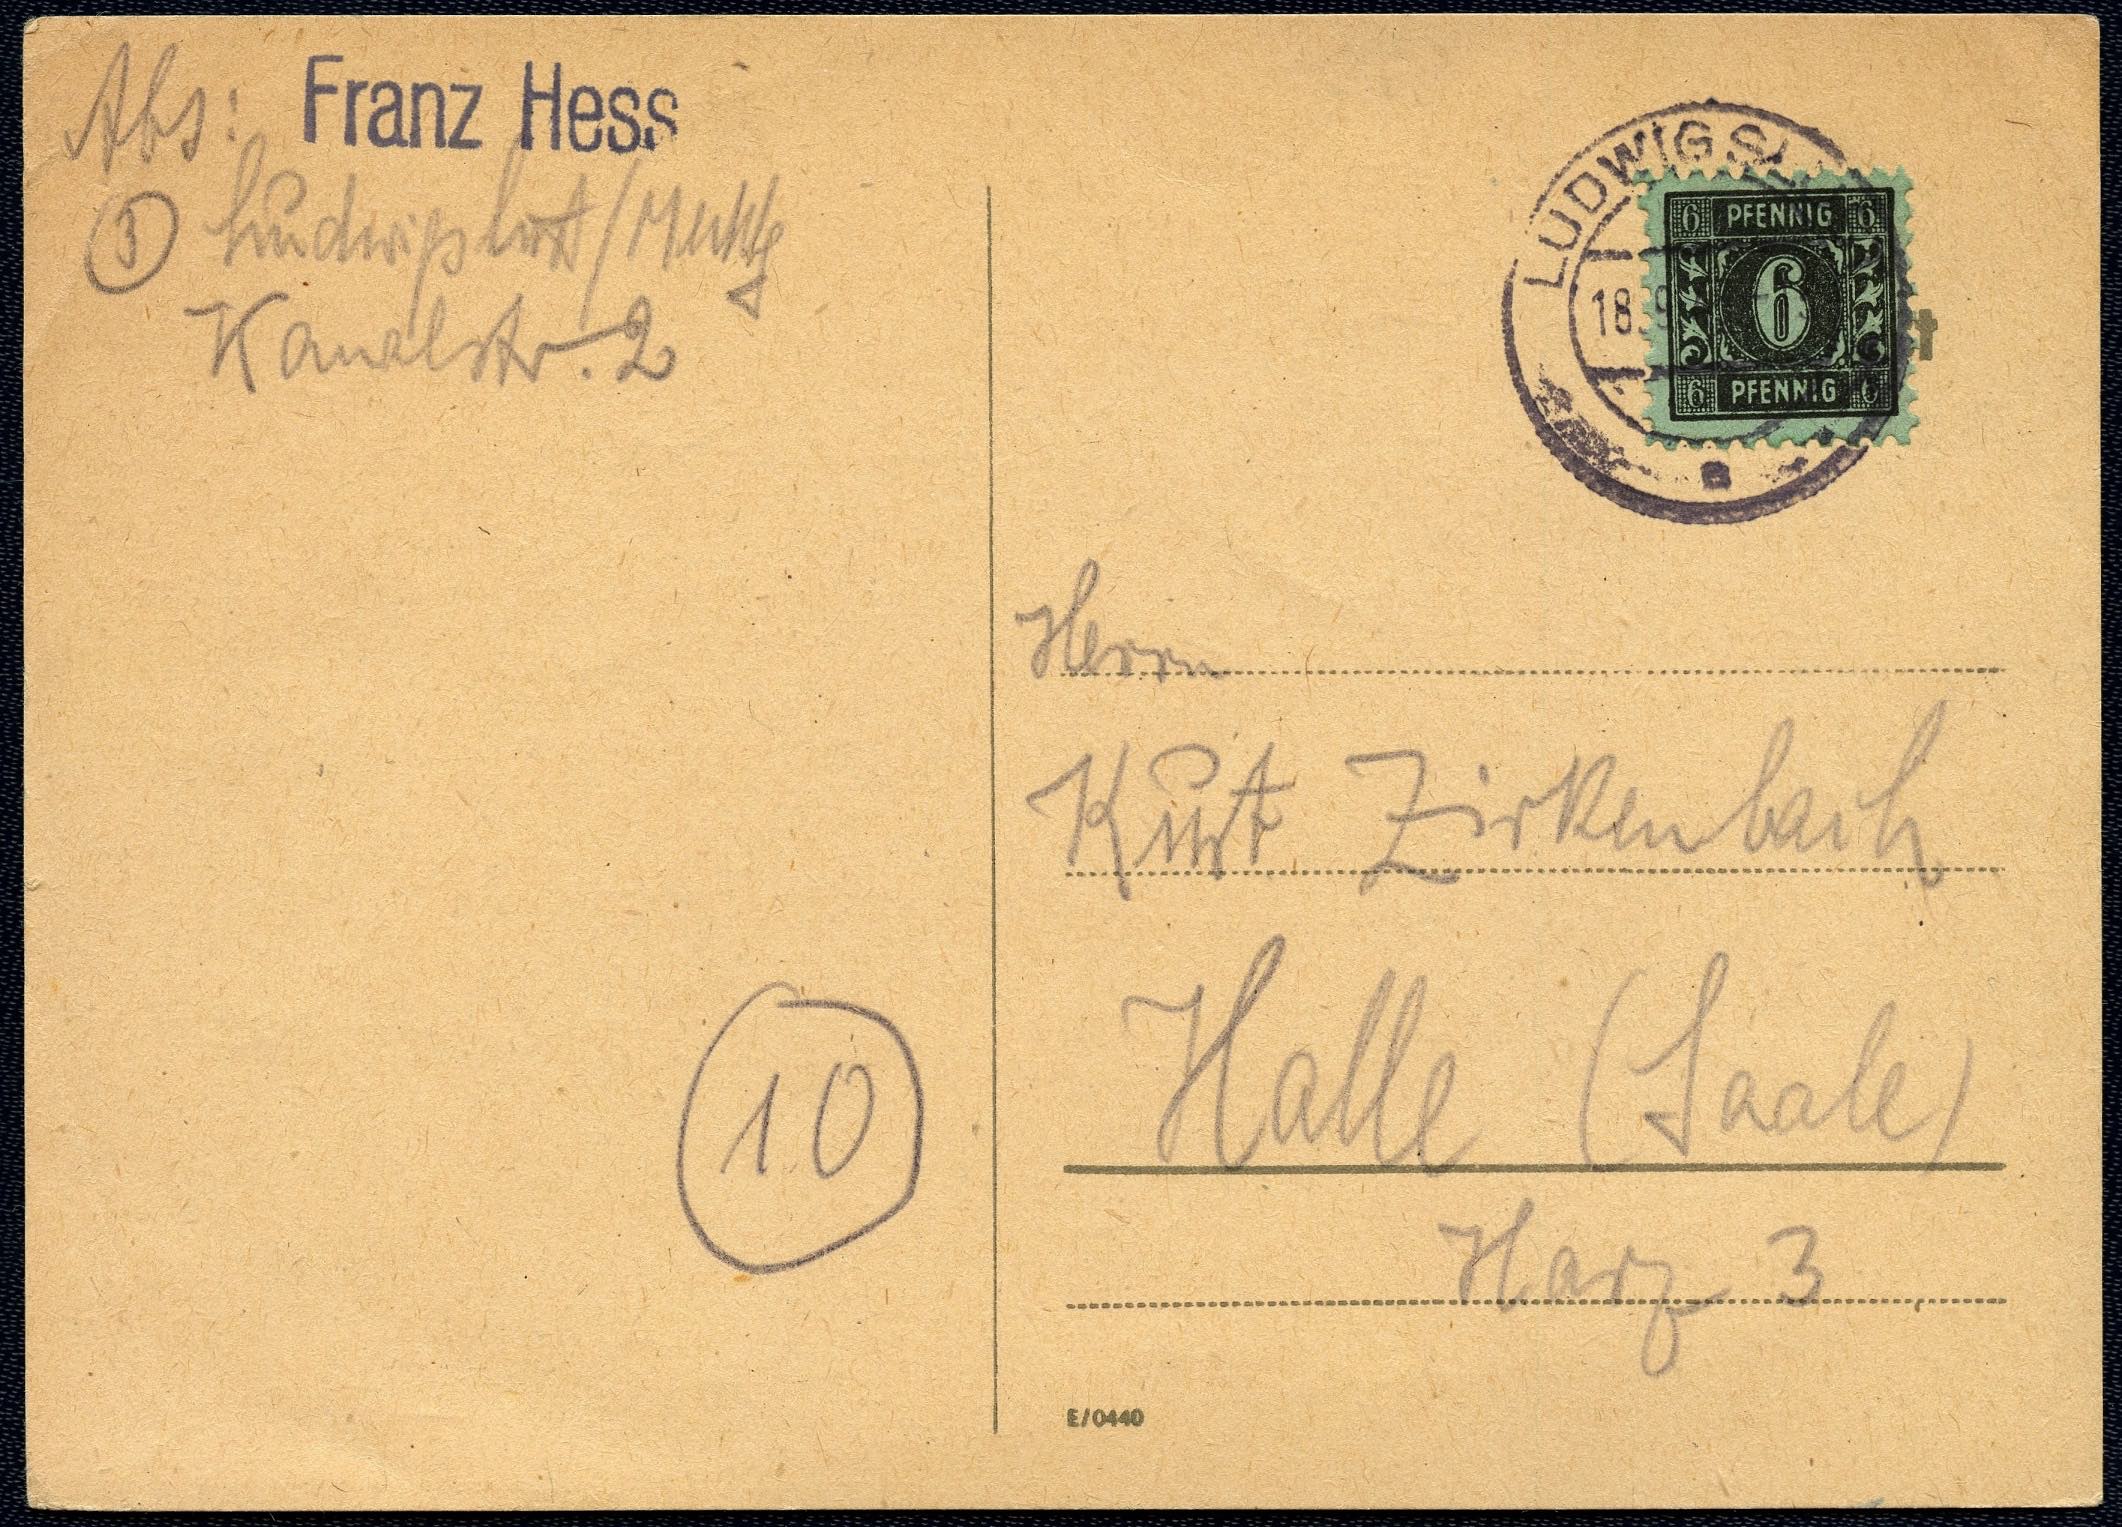 Abs: Franz Hess
③ Ludwigslust/Meckl
Kanalstr. 2
LUDWIGSL
18.9
6 PFENNIG 6
6
6 PFENNIG 6
Herrn
Kurt Zirkenbach
Halle (Saale)
10
Harz 3
E/0440